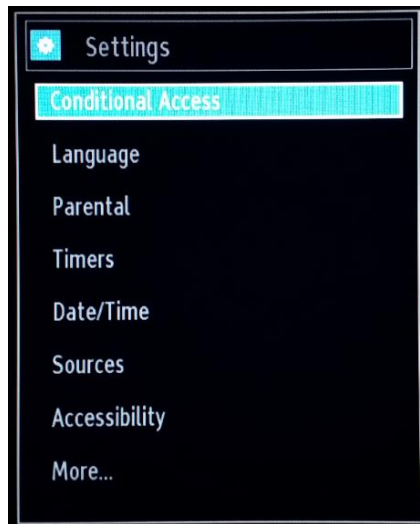 Settings
Conditional Access
Language
Parental
Timers
Date/Time
Sources
Accessibility
More...